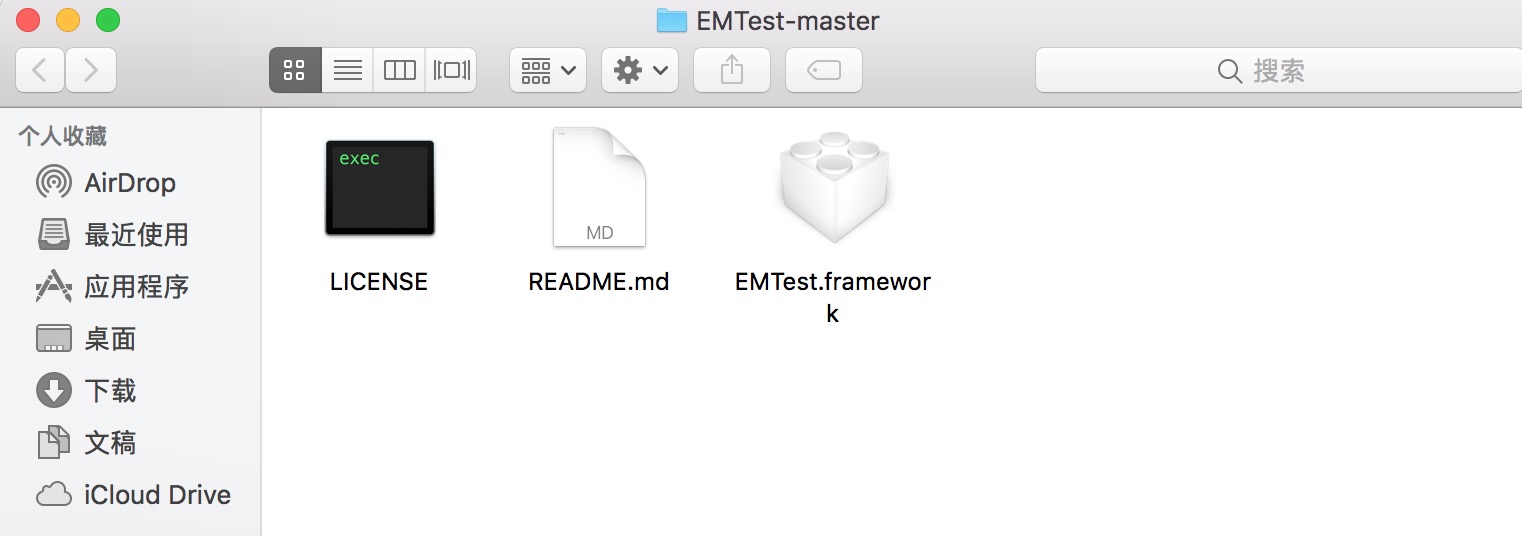 EMTest-master
搜索
个人收藏
AirDrop
最近使用
应用程序
桌面
下载
文稿
iCloud Drive
exec
MD
LICENSE
README.md
EMTest.framewor
k